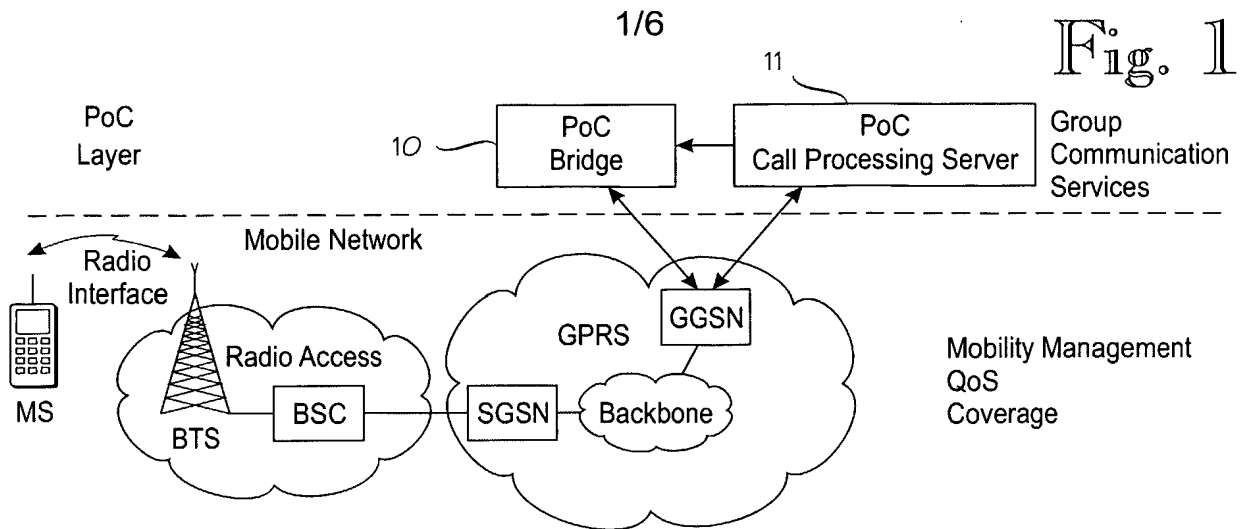 1/6
Fig. 1
PoC
Layer
10
PoC
Bridge
11
PoC
Call Processing Server
Group
Communication
Services
Mobile Network
Radio
Interface
MS
Radio Access
BTS
BSC
GPRS
GGSN
SGSN
Backbone
Mobility Management
QoS
Coverage